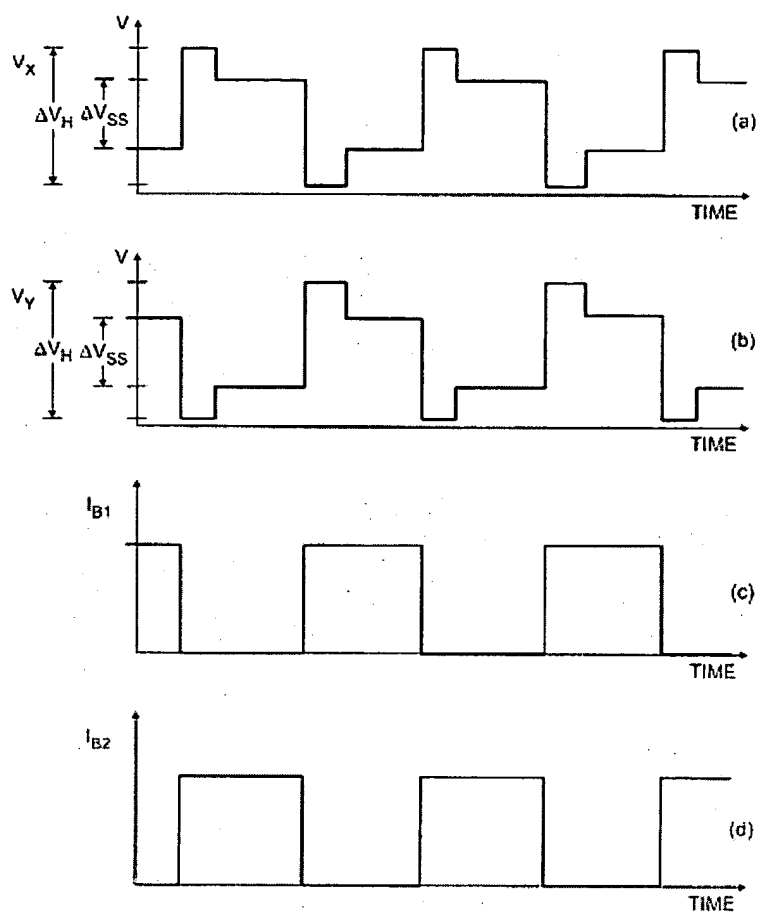 V
V_X
ΔV_H ΔV_SS
(a)
TIME
V
V_Y
ΔV_H ΔV_SS
(b)
TIME
I_B1
(c)
TIME
I_B2
(d)
TIME